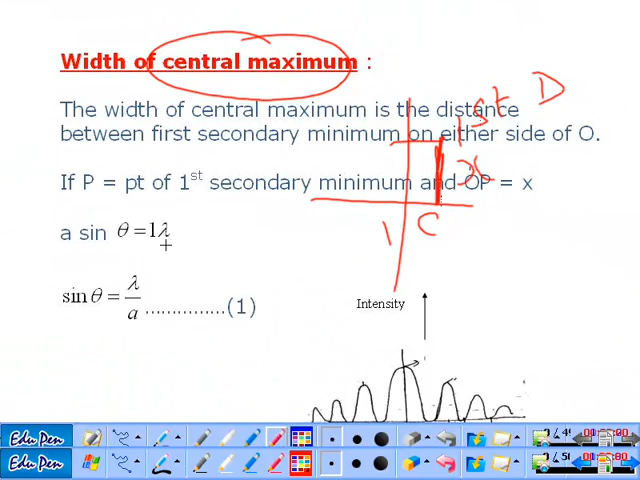 Width of central maximum :
1st D
The width of central maximum is the distance
between first secondary minimum on either side of O.
If P = pt of 1st secondary minimum and OP = x
x
a sin θ = 1λ
C
sin θ = λ/a ...............(1)
Intensity
Edu Pen
Edu Pen